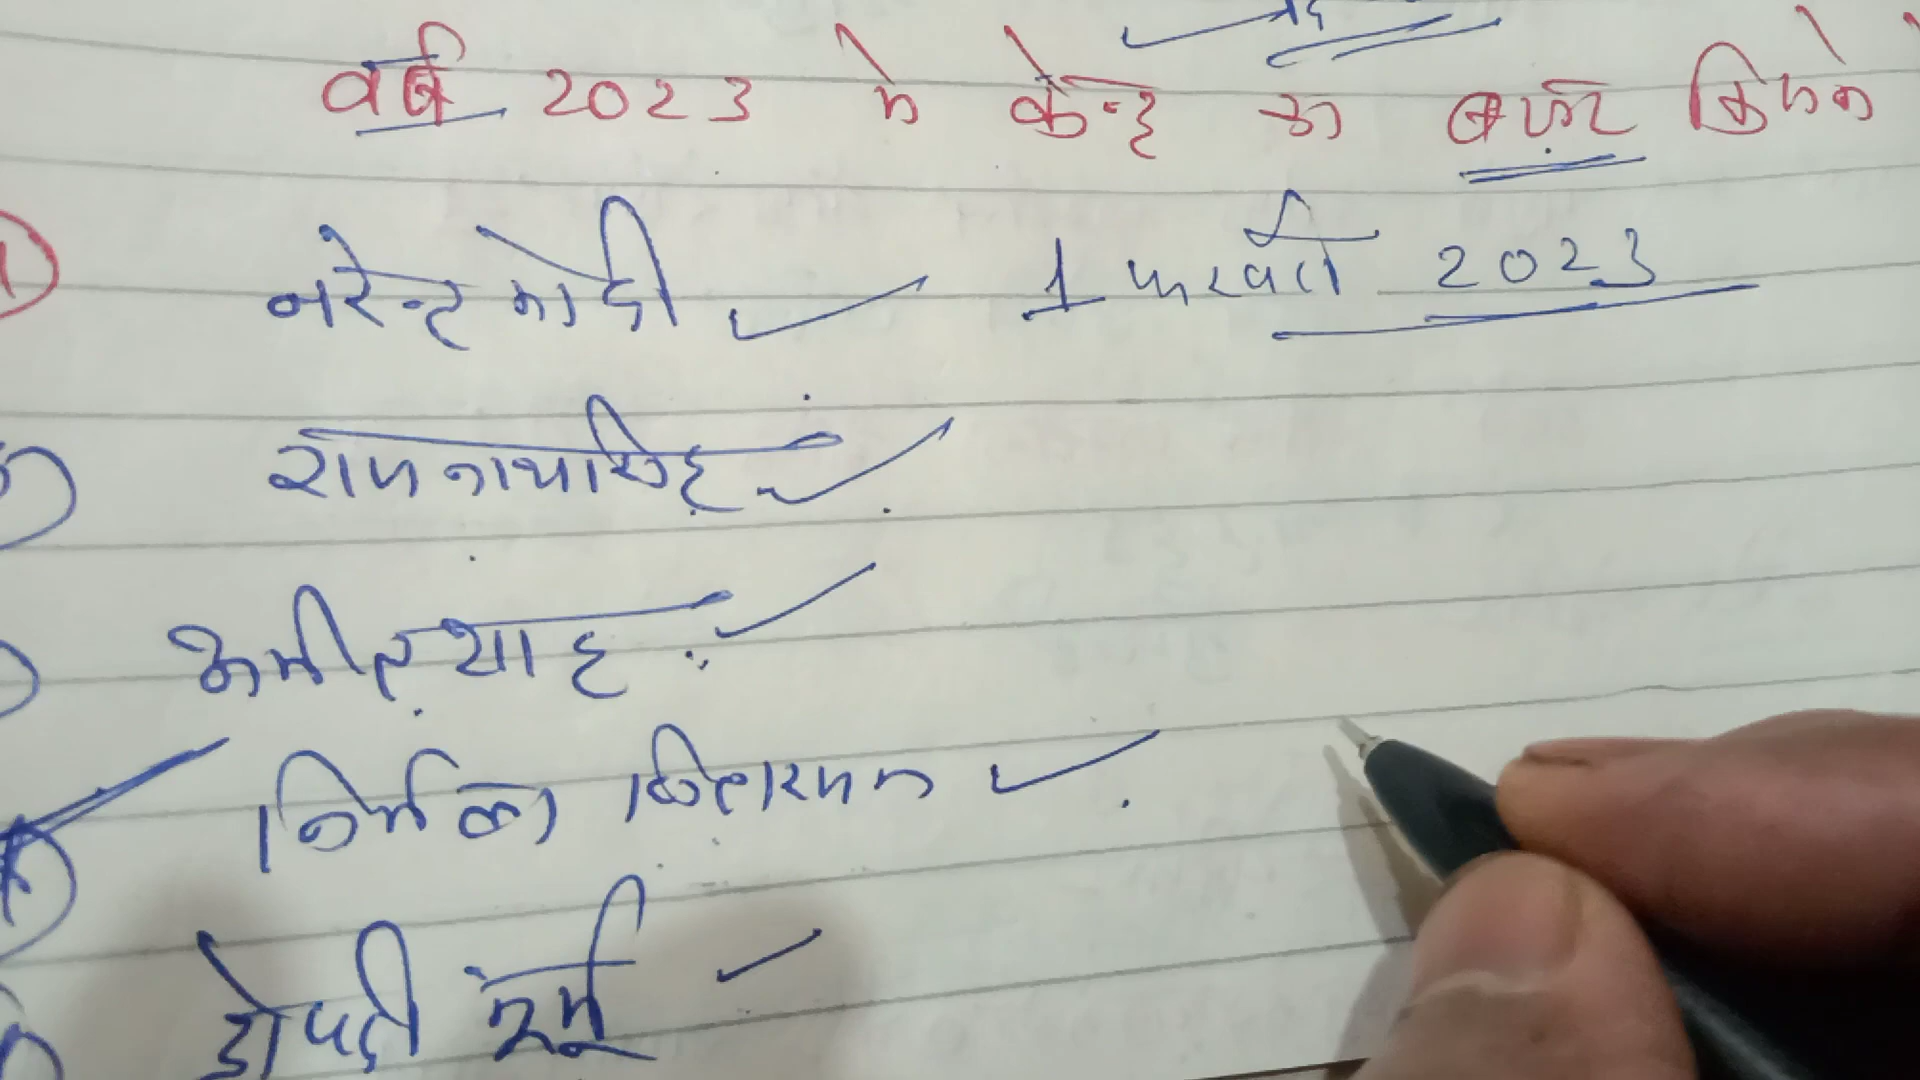 वर्ष 2023 मे केन्द्र का बजट किसने
नरेन्द्र मोदी 1 फरवरी 2023
राजनाथसिंह
अमीत शाह
निर्मला सितारमन
द्रोपदी मूर्मू